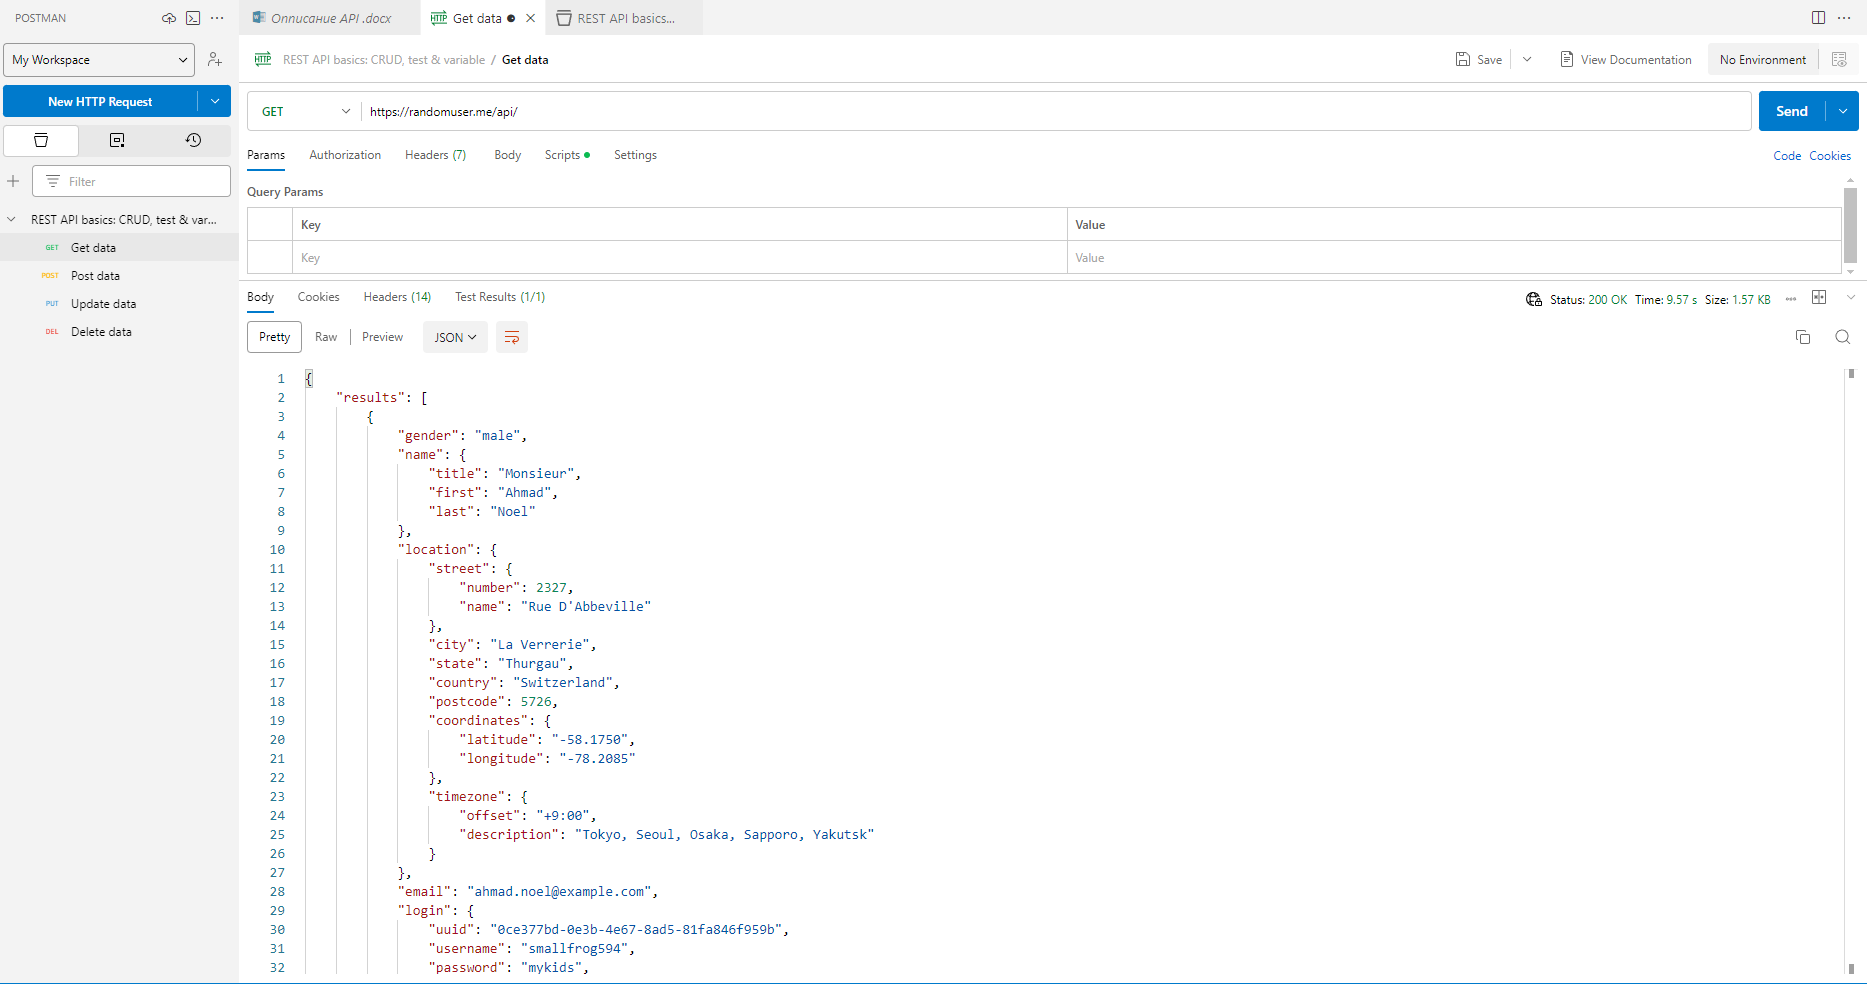 POSTMAN
Оnписание API .docx
HTTP Get data
REST API basics...
My Workspace
HTTP REST API basics: CRUD, test & variable / Get data
Save
View Documentation
No Environment
New HTTP Request
GET
https://randomuser.me/api/
Send
Params
Authorization
Headers (7)
Body
Scripts
Settings
Code
Cookies
Filter
Query Params
REST API basics: CRUD, test & var...
Key
Value
GET Get data
Key
Value
POST Post data
PUT Update data
DEL Delete data
Body
Cookies
Headers (14)
Test Results (1/1)
Status: 200 OK Time: 9.57 s Size: 1.57 KB
Pretty
Raw
Preview
JSON
1 {
2 "results": [
3 {
4 "gender": "male",
5 "name": {
6 "title": "Monsieur",
7 "first": "Ahmad",
8 "last": "Noel"
9 },
10 "location": {
11 "street": {
12 "number": 2327,
13 "name": "Rue D'Abbeville"
14 },
15 "city": "La Verrerie",
16 "state": "Thurgau",
17 "country": "Switzerland",
18 "postcode": 5726,
19 "coordinates": {
20 "latitude": "-58.1750",
21 "longitude": "-78.2085"
22 },
23 "timezone": {
24 "offset": "+9:00",
25 "description": "Tokyo, Seoul, Osaka, Sapporo, Yakutsk"
26 }
27 },
28 "email": "ahmad.noel@example.com",
29 "login": {
30 "uuid": "0ce377bd-0e3b-4e67-8ad5-81fa846f959b",
31 "username": "smallfrog594",
32 "password": "mykids",